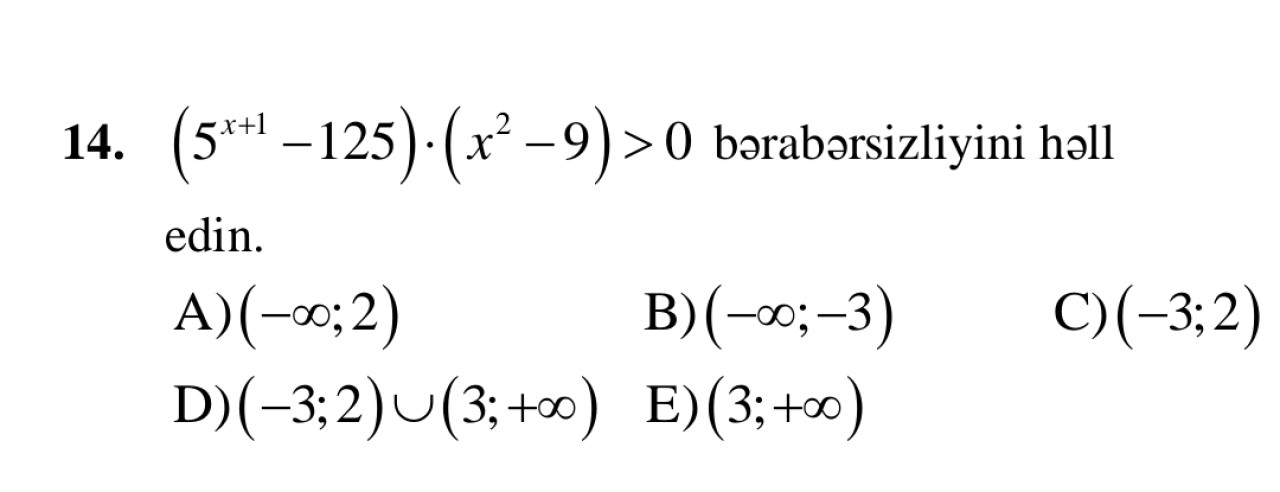 14. (5^{x+1} − 125)·(x² − 9) > 0 bərabərsizliyini həll
edin.
A)(−∞;2) B)(−∞;−3) C)(−3;2)
D)(−3;2)∪(3;+∞) E)(3;+∞)